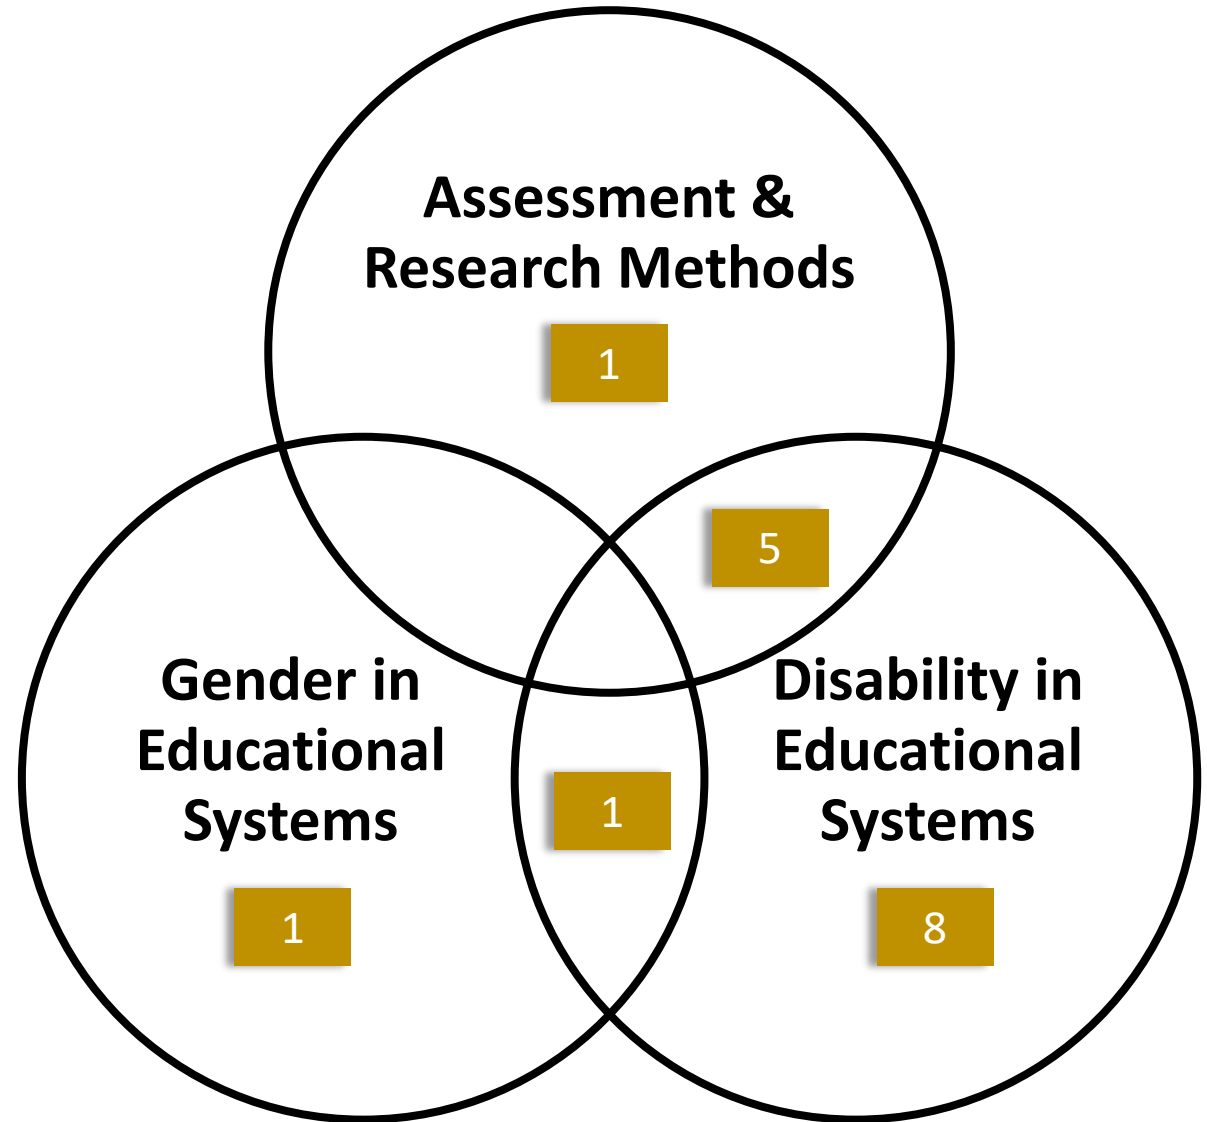 Assessment &
Research Methods
1
5
Gender in
Educational
Systems
1
1
Disability in
Educational
Systems
8